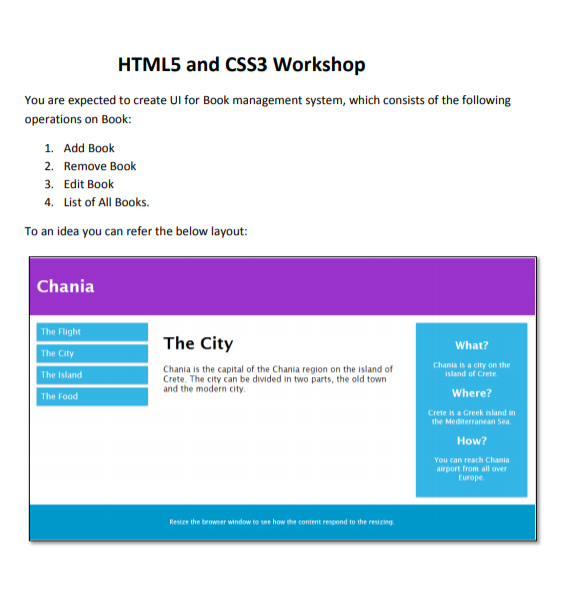 HTML5 and CSS3 Workshop
You are expected to create UI for Book management system, which consists of the following
operations on Book:
1. Add Book
2. Remove Book
3. Edit Book
4. List of All Books.
To an idea you can refer the below layout:
Chania
The Flight
The City
The Island
The Food
The City
Chania is the capital of the Chania region on the island of
Crete. The city can be divided in two parts, the old town
and the modern city.
What?
Chania is a city on the
island of Crete.
Where?
Crete is a Greek island in
the Mediterranean Sea.
How?
You can reach Chania
airport from all over
Europe.
Resize the browser window to see how the content respond to the resizing.